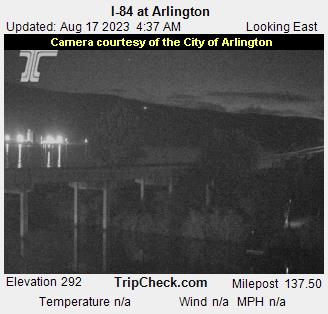 I-84 at Arlington
Updated: Aug 17 2023 4:37 AM Looking East
Camera courtesy of the City of Arlington
Elevation 292 TripCheck.com Milepost 137.50
Temperature n/a Wind n/a MPH n/a